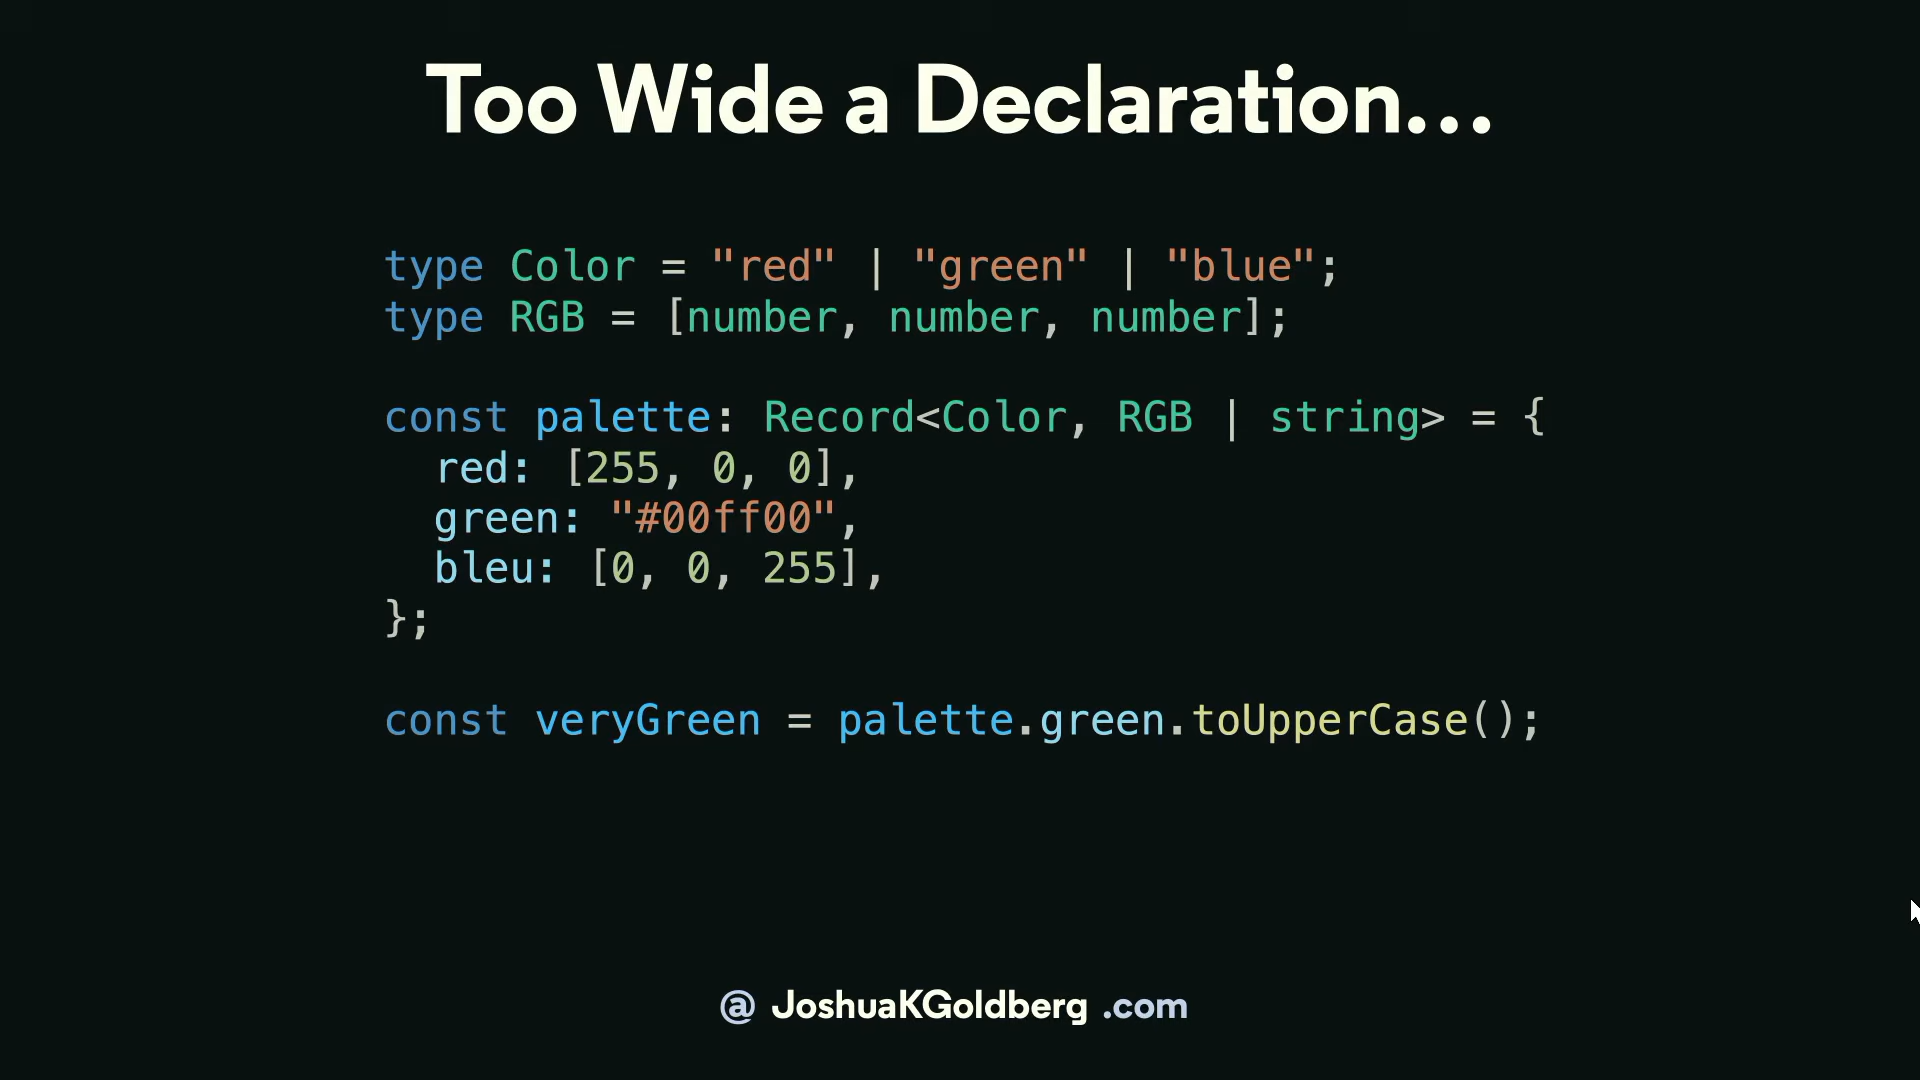 Too Wide a Declaration...
type Color = "red" | "green" | "blue";
type RGB = [number, number, number];
const palette: Record<Color, RGB | string> = {
  red: [255, 0, 0],
  green: "#00ff00",
  bleu: [0, 0, 255],
};
const veryGreen = palette.green.toUpperCase();
@ JoshuaKGoldberg .com